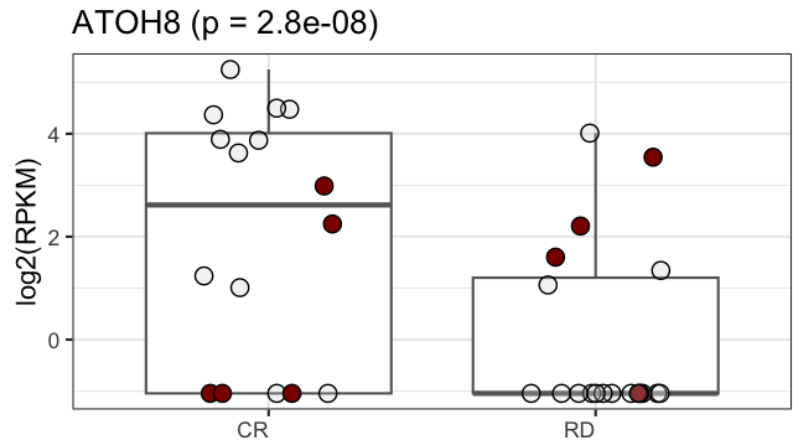 ATOH8 (p = 2.8e-08)
log2(RPKM)
4
2
0
CR
RD